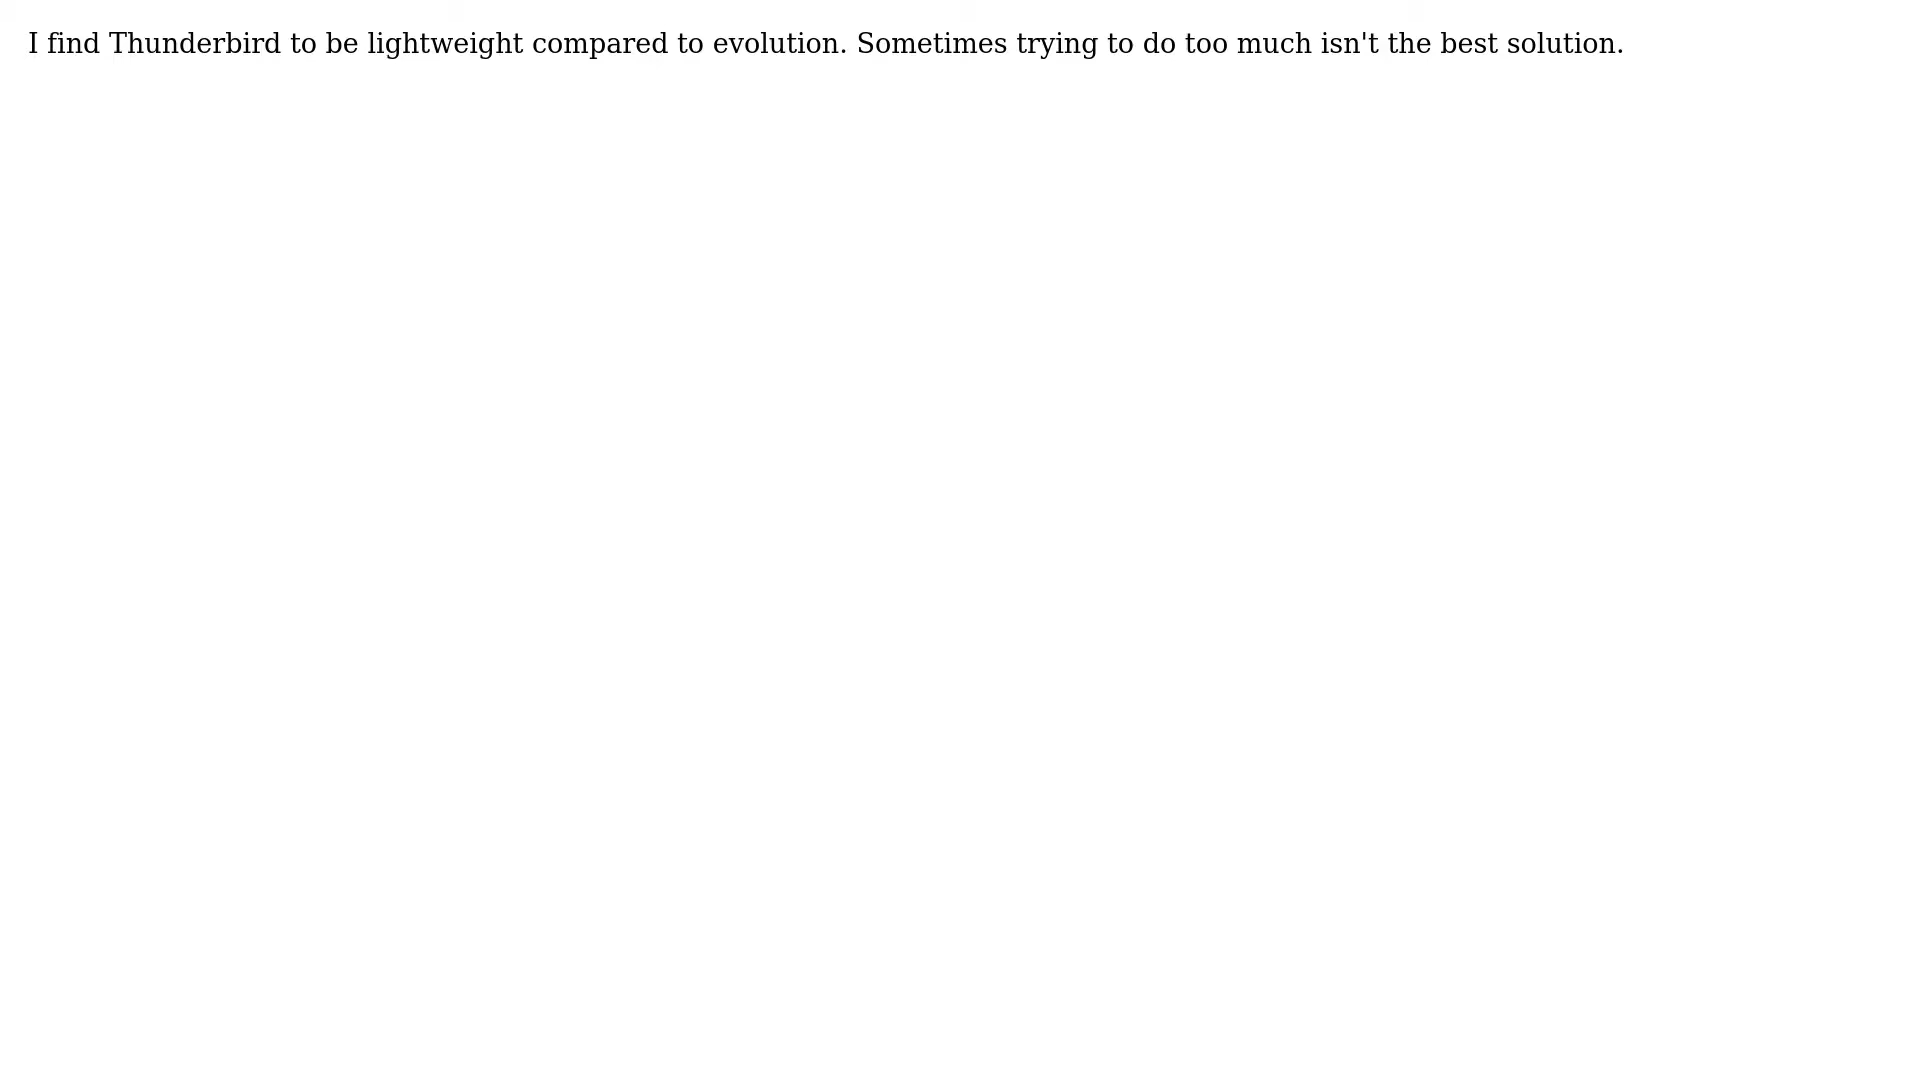 I find Thunderbird to be lightweight compared to evolution. Sometimes trying to do too much isn't the best solution.